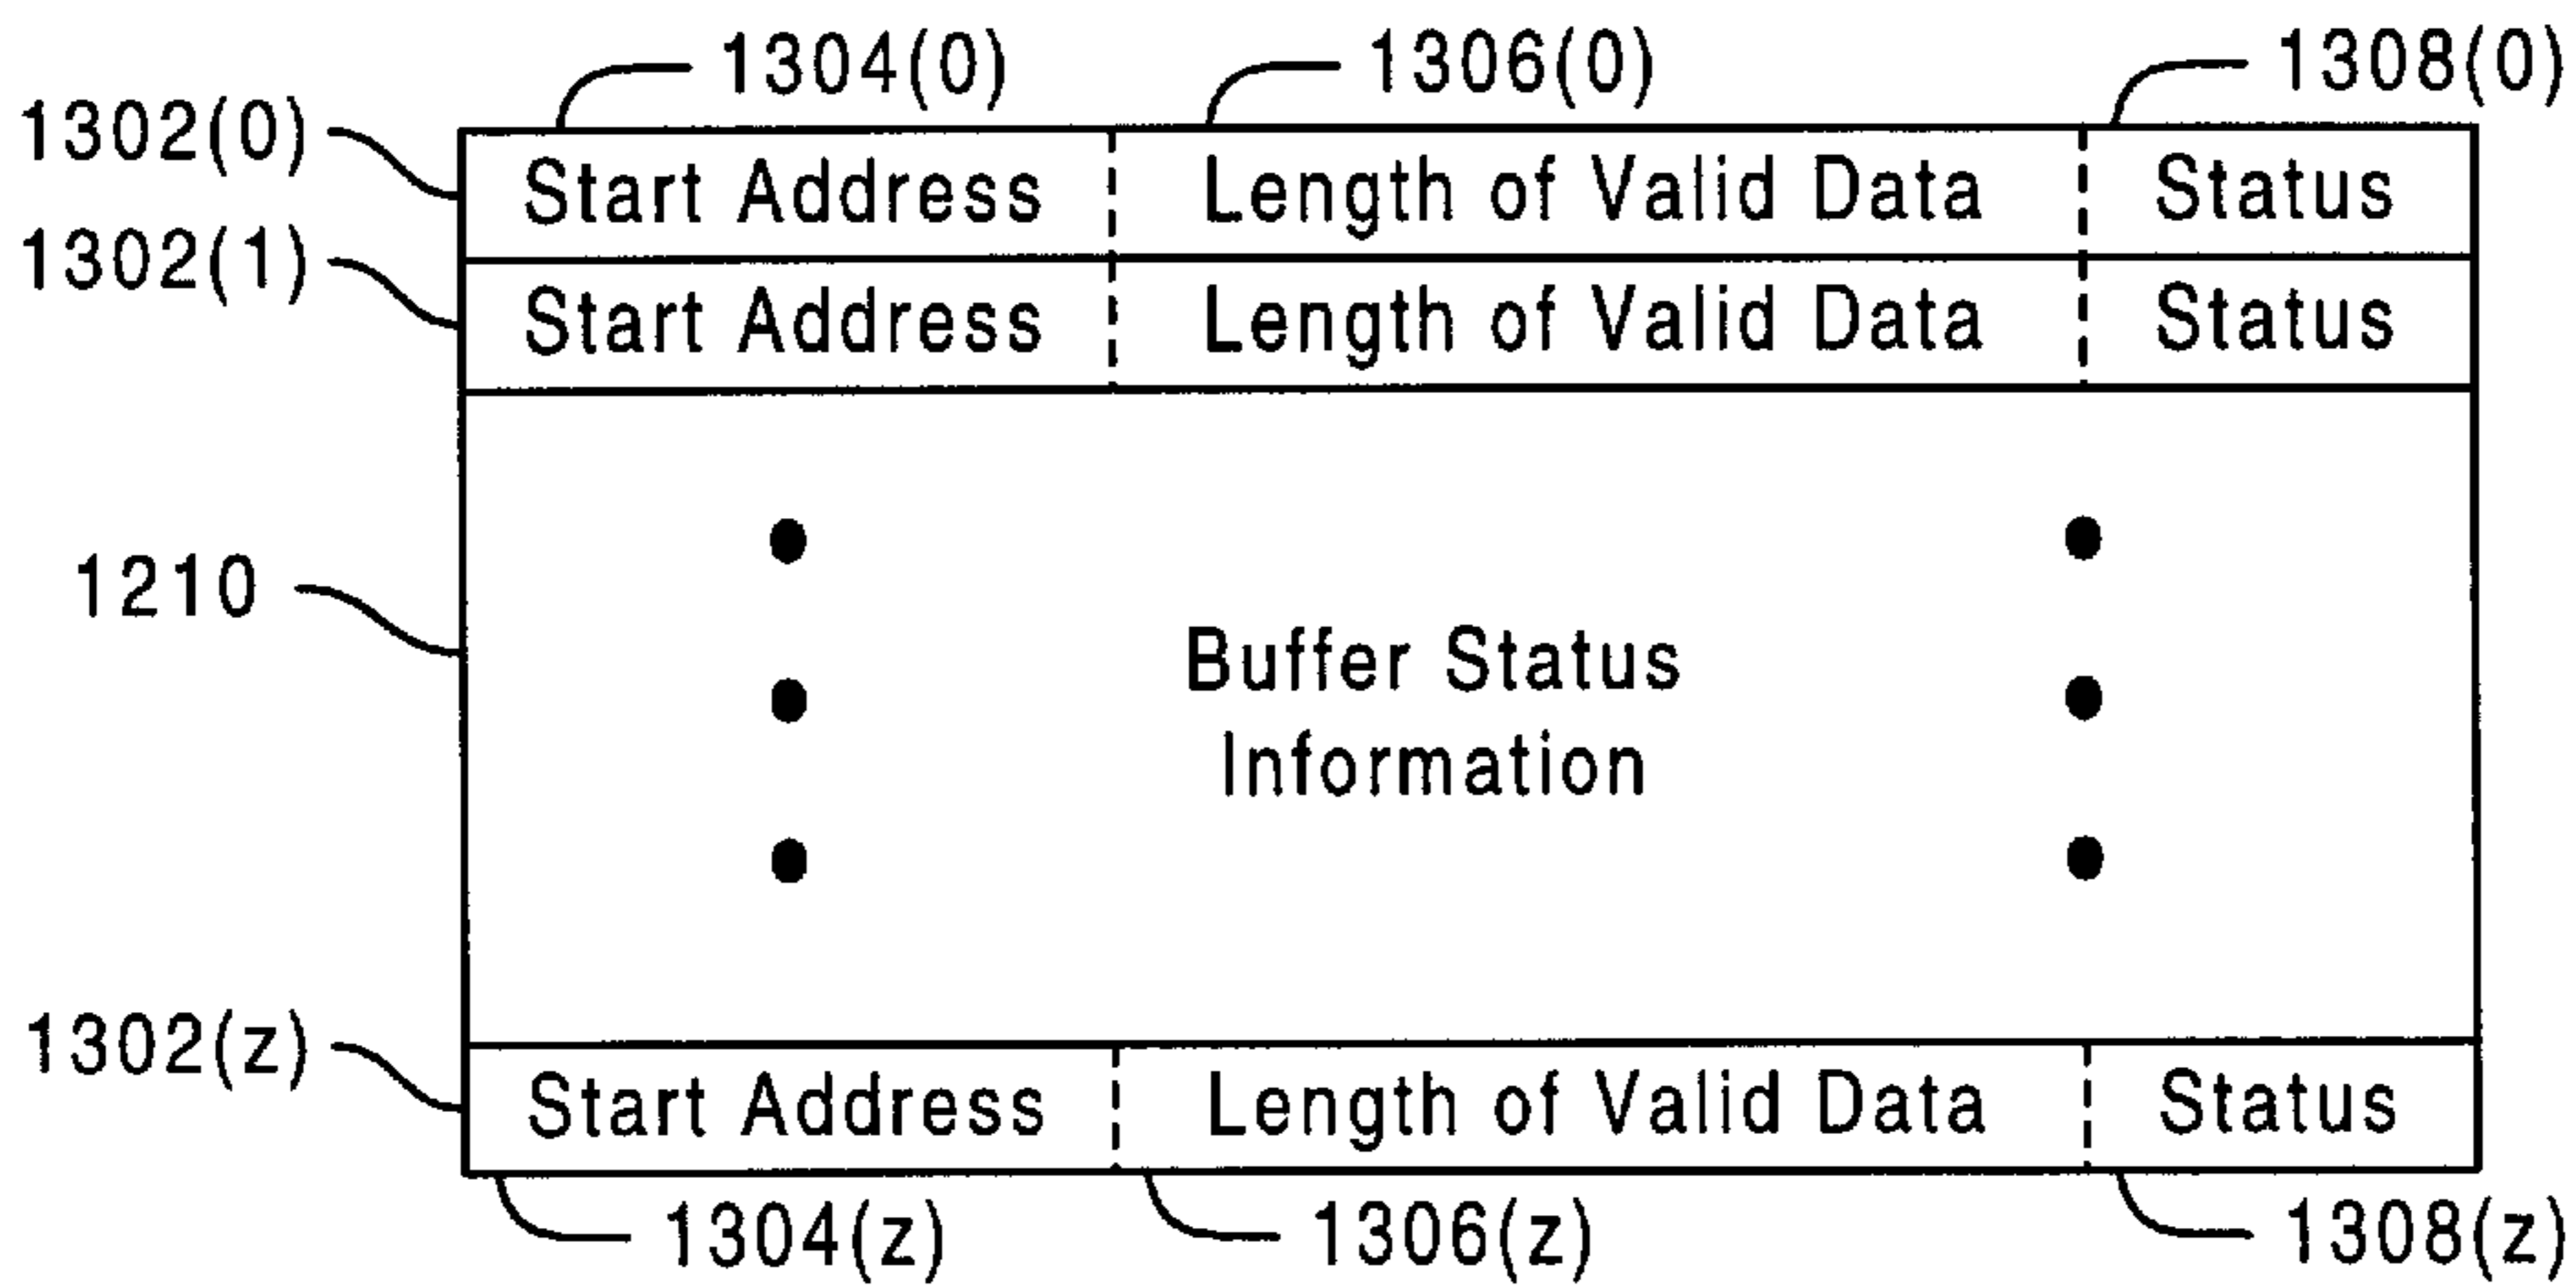 1304(0) 1306(0) 1308(0)
1302(0)
Start Address Length of Valid Data Status
1302(1)
Start Address Length of Valid Data Status
1210
Buffer Status
Information
1302(z)
Start Address Length of Valid Data Status
1304(z) 1306(z) 1308(z)